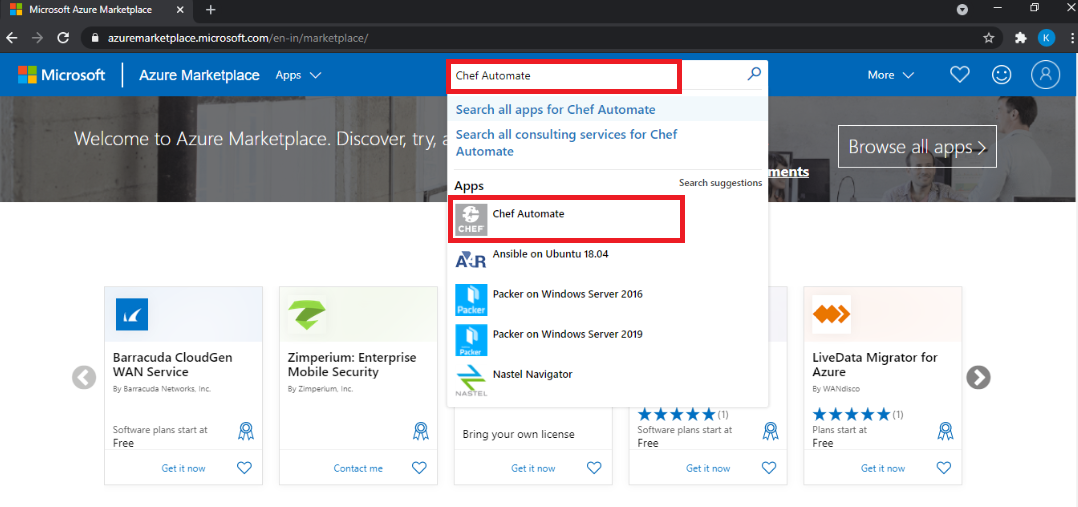 Microsoft Azure Marketplace
azuremarketplace.microsoft.com/en-in/marketplace/
K
Microsoft
Azure Marketplace
Apps
Chef Automate
More
Welcome to Azure Marketplace. Discover, try, a
Search all apps for Chef Automate
Search all consulting services for Chef
Automate
Browse all apps >
ments
Apps
Search suggestions
CHEF
Chef Automate
A4R
Ansible on Ubuntu 18.04
Packer
Packer on Windows Server 2016
Packer
Packer on Windows Server 2019
NASTEL
Nastel Navigator
Barracuda CloudGen
WAN Service
By Barracuda Networks, Inc.
Software plans start at
Free
Get it now
Zimperium: Enterprise
Mobile Security
By Zimperium, Inc.
Contact me
Bring your own license
Get it now
(1)
Software plans start at
Free
Get it now
LiveData Migrator for
Azure
By WANdisco
(1)
Plans start at
Free
Get it now